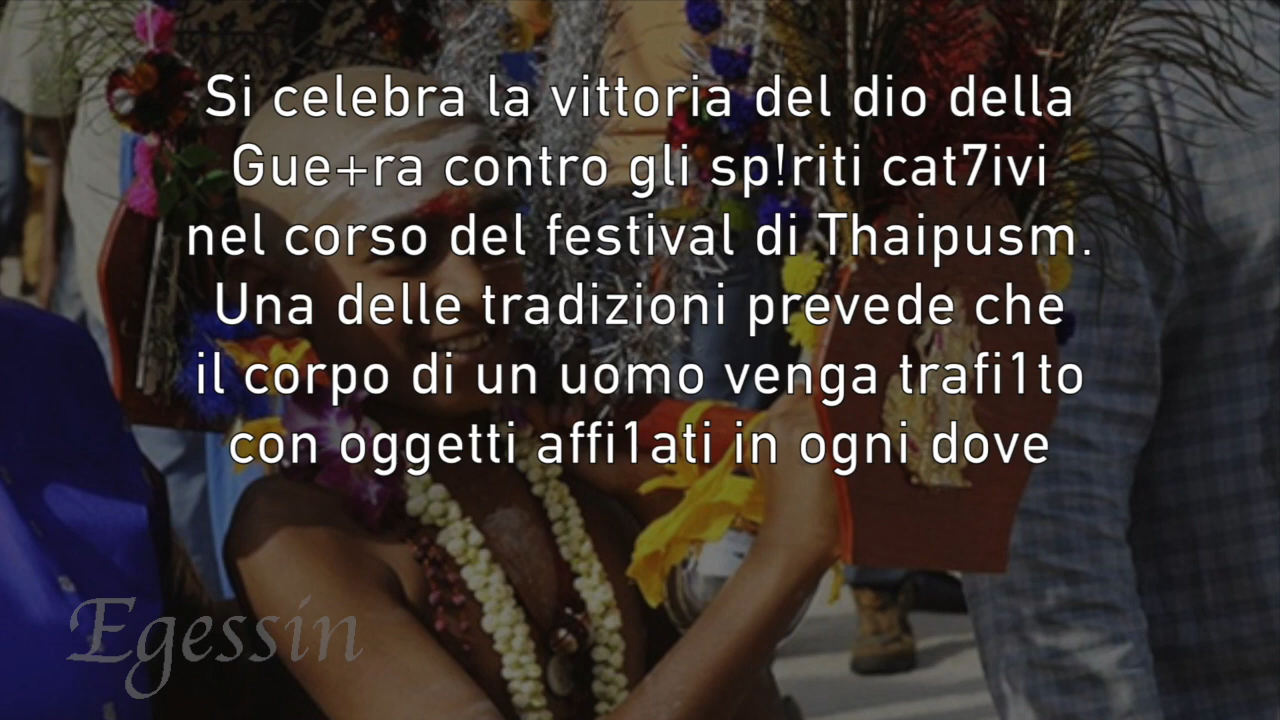 Si celebra la vittoria del dio della
Gue+ra contro gli sp!riti cat7ivi
nel corso del festival di Thaipusm.
Una delle tradizioni prevede che
il corpo di un uomo venga trafi1to
con oggetti affi1ati in ogni dove
Egessin